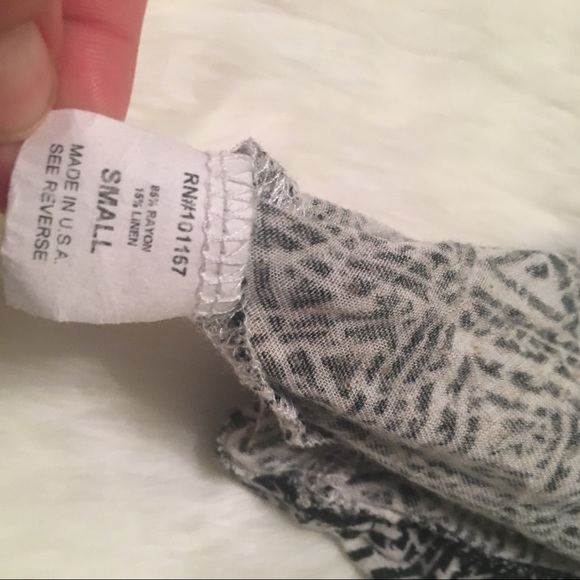 RN#101167
85% RAYON
15% LINEN
SMALL
MADE IN U.S.A.
SEE REVERSE